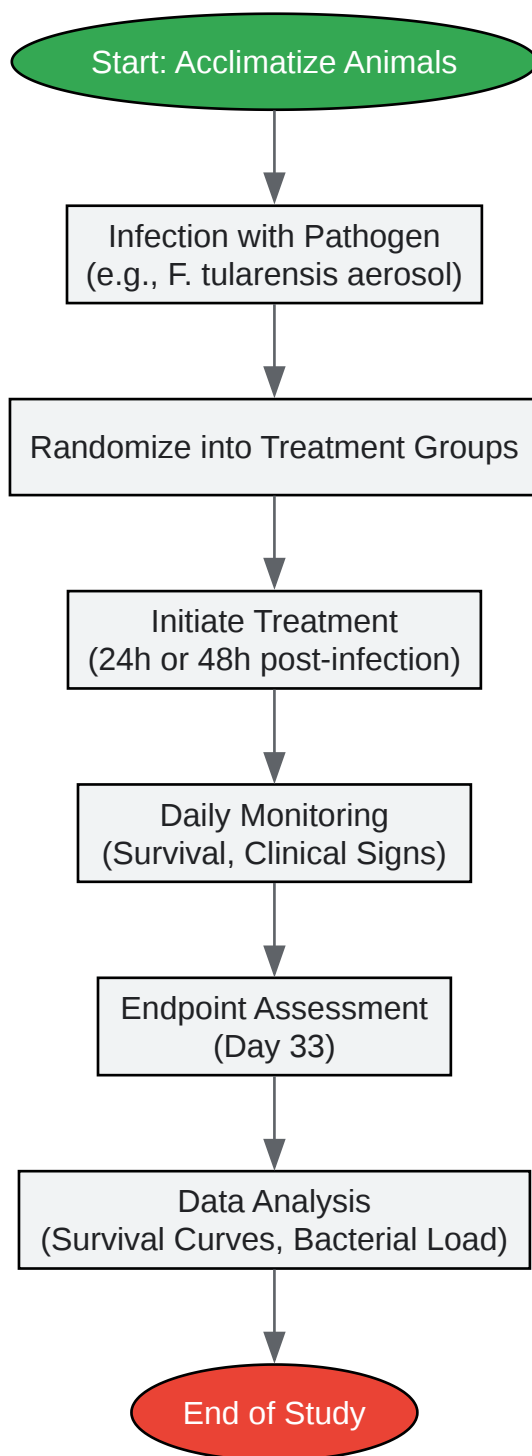 Start: Acclimatize Animals
Infection with Pathogen
(e.g., F. tularensis aerosol)
Randomize into Treatment Groups
Initiate Treatment
(24h or 48h post-infection)
Daily Monitoring
(Survival, Clinical Signs)
Endpoint Assessment
(Day 33)
Data Analysis
(Survival Curves, Bacterial Load)
End of Study